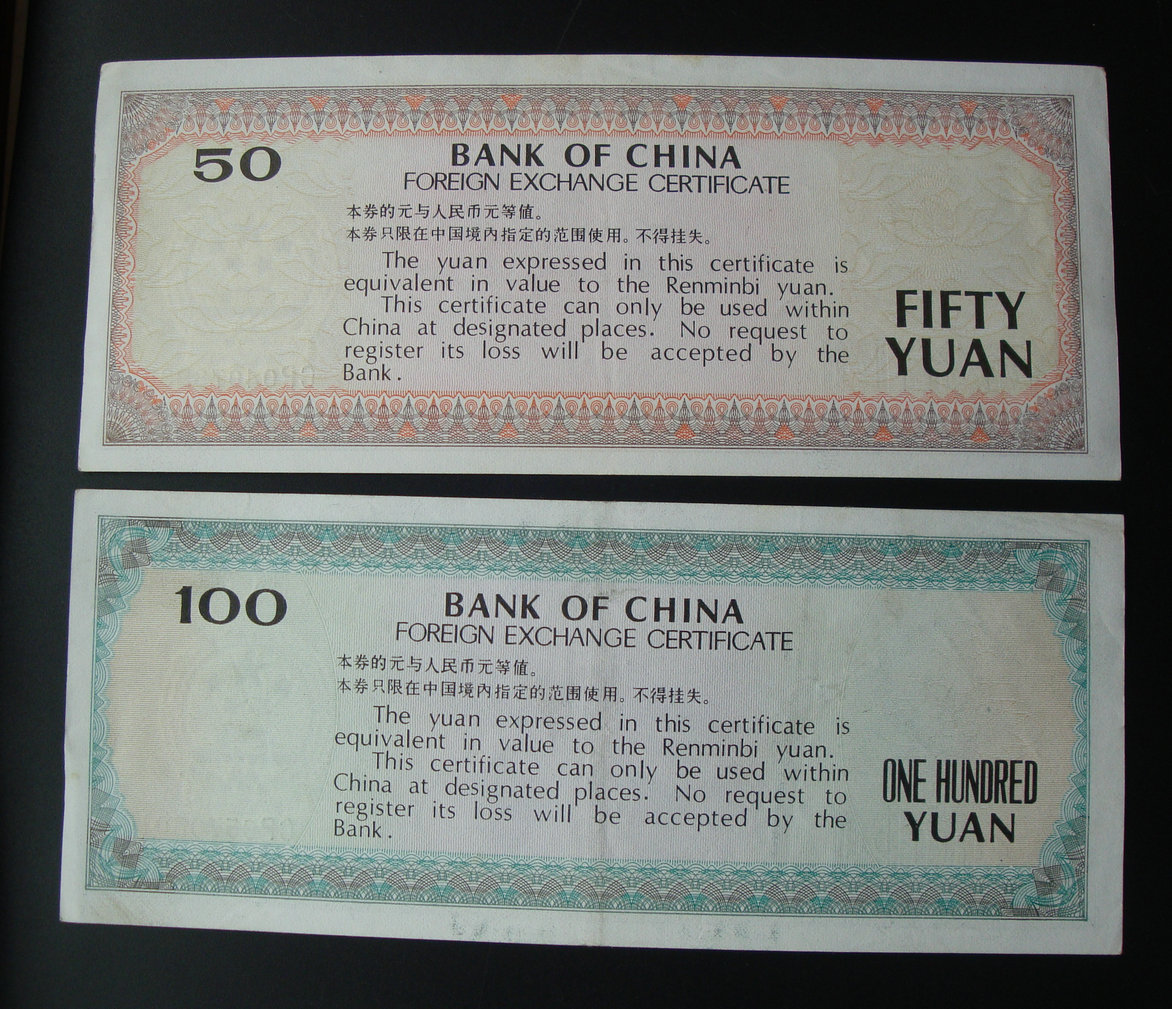 50
BANK OF CHINA
FOREIGN EXCHANGE CERTIFICATE
本券的元与人民币元等值。
本券只限在中国境内指定的范围使用。不得挂失。
The yuan expressed in this certificate is
equivalent in value to the Renminbi yuan.
This certificate can only be used within
China at designated places. No request to
register its loss will be accepted by the
Bank.
FIFTY
YUAN
100
BANK OF CHINA
FOREIGN EXCHANGE CERTIFICATE
本券的元与人民币元等值。
本券只限在中国境内指定的范围使用。不得挂失。
The yuan expressed in this certificate is
equivalent in value to the Renminbi yuan.
This certificate can only be used within
China at designated places. No request to
register its loss will be accepted by the
Bank.
ONE HUNDRED
YUAN